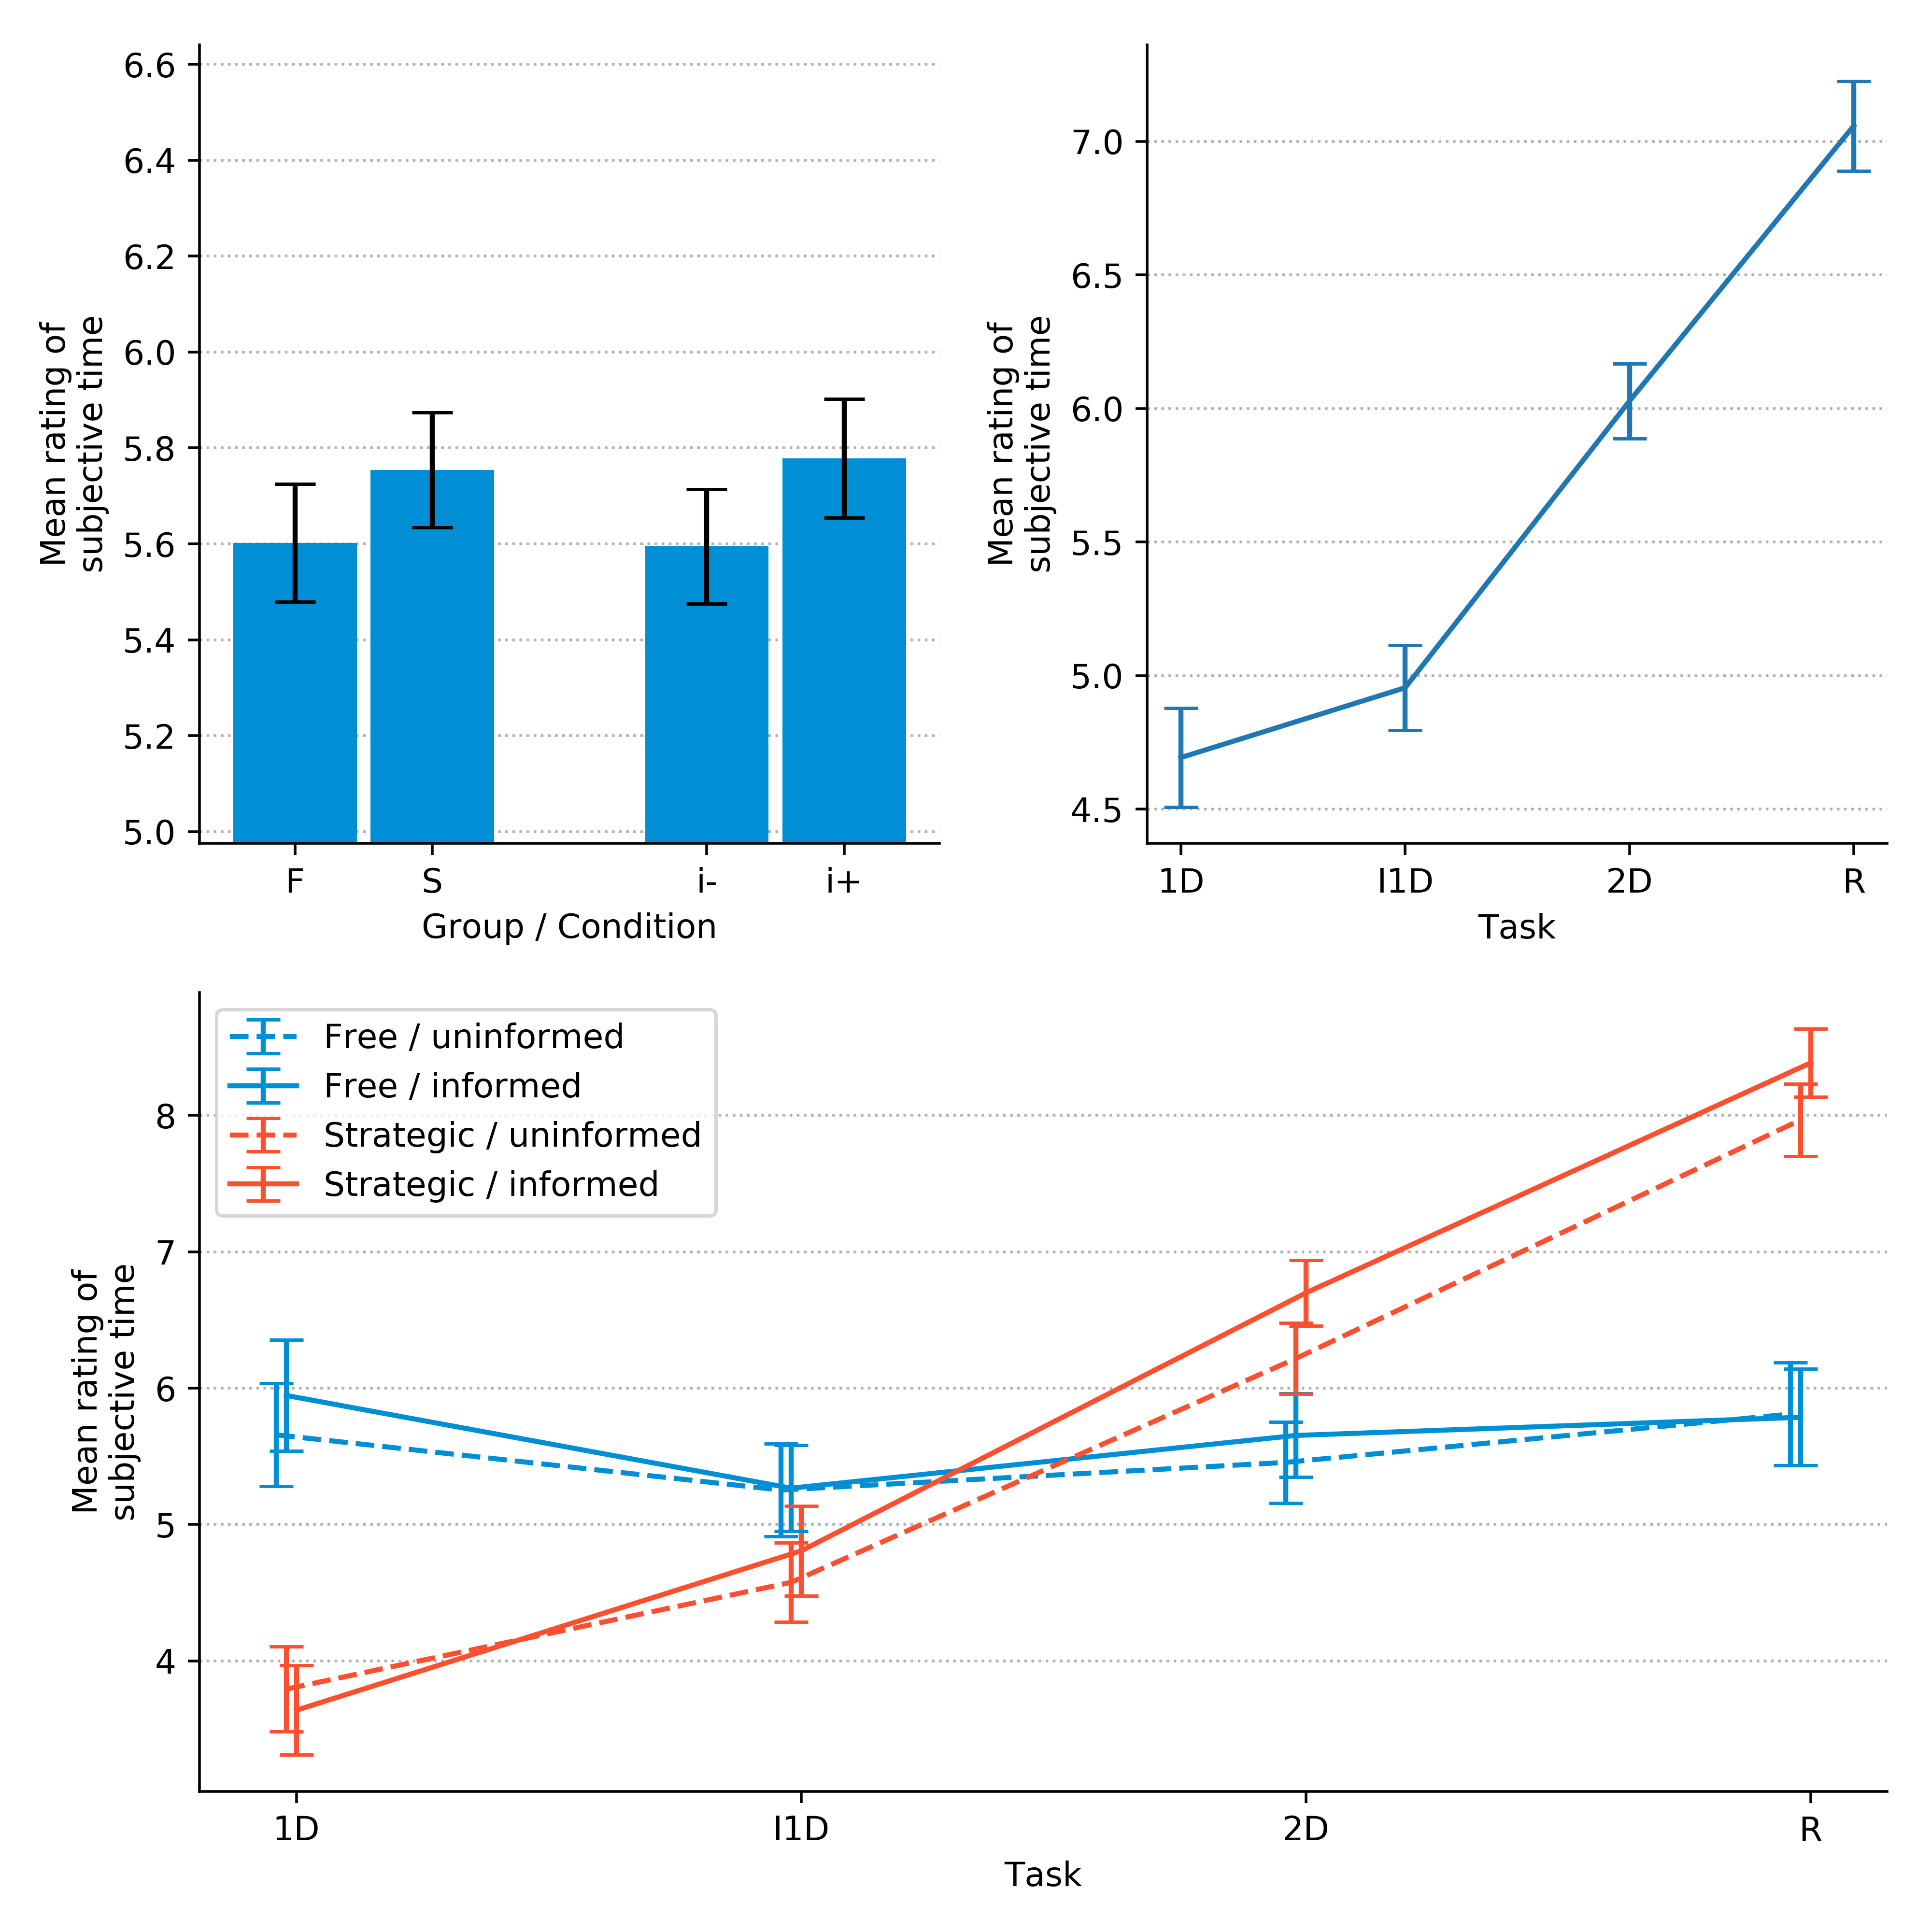 6.6
6.4
6.2
6.0
5.8
5.6
5.4
5.2
5.0
Mean rating of
subjective time
F S i- i+
Group / Condition
7.0
6.5
6.0
5.5
5.0
4.5
Mean rating of
subjective time
1D I1D 2D R
Task
Free / uninformed
Free / informed
Strategic / uninformed
Strategic / informed
8
7
6
5
4
Mean rating of
subjective time
1D I1D 2D R
Task